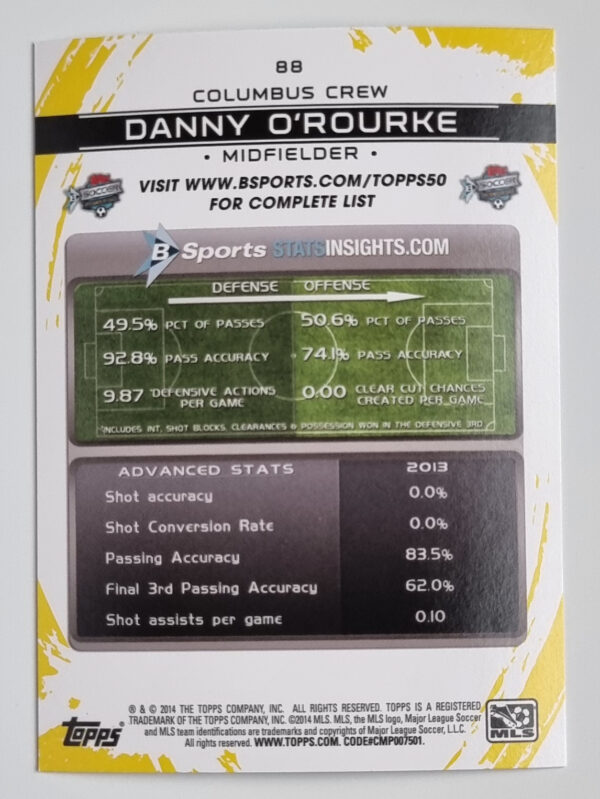 88
COLUMBUS CREW
DANNY O'ROURKE
• MIDFIELDER •
VISIT WWW.BSPORTS.COM/TOPPS50
FOR COMPLETE LIST
SOCCER
SOCCER
B Sports STATSINSIGHTS.COM
DEFENSE OFFENSE
49.5% PCT OF PASSES 50.6% PCT OF PASSES
92.8% PASS ACCURACY 74.1% PASS ACCURACY
9.87 *DEFENSIVE ACTIONS PER GAME 0.00 CLEAR CUT CHANCES CREATED PER GAME
*INCLUDES INT, SHOT BLOCKS, CLEARANCES & POSSESSION WON IN THE DEFENSIVE 3RD
ADVANCED STATS 2013
Shot accuracy 0.0%
Shot Conversion Rate 0.0%
Passing Accuracy 83.5%
Final 3rd Passing Accuracy 62.0%
Shot assists per game 0.10
® & © 2014 THE TOPPS COMPANY, INC. ALL RIGHTS RESERVED. TOPPS IS A REGISTERED
TRADEMARK OF THE TOPPS COMPANY, INC. ©2014 MLS. MLS, the MLS logo, Major League Soccer
and MLS team identifications are trademarks and copyrights of Major League Soccer, L.L.C.
All rights reserved. WWW.TOPPS.COM. CODE#CMP007501.
topps®
MLS